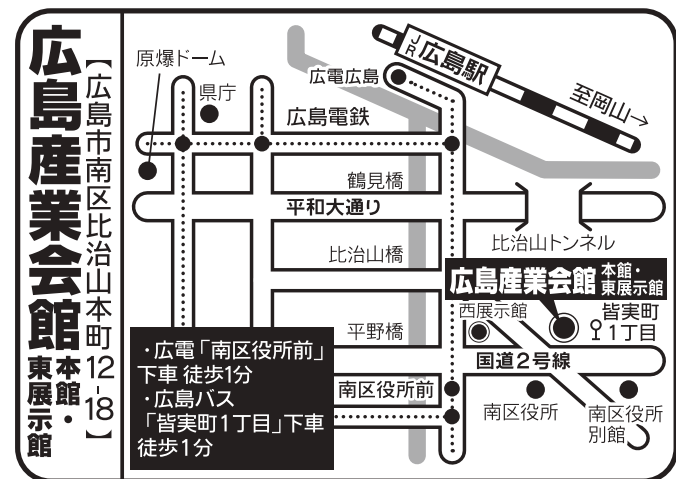 広島産業会館 本館・東展示館
【広島市南区比治山本町12-18】
原爆ドーム
県庁
広電広島
JR広島駅
至岡山→
広島電鉄
鶴見橋
平和大通り
比治山橋
比治山トンネル
広島産業会館 本館・東展示館
西展示館
皆実町
1丁目
平野橋
国道2号線
南区役所前
南区役所
南区役所
別館
・広電「南区役所前」
下車 徒歩1分
・広島バス
「皆実町1丁目」下車
徒歩1分